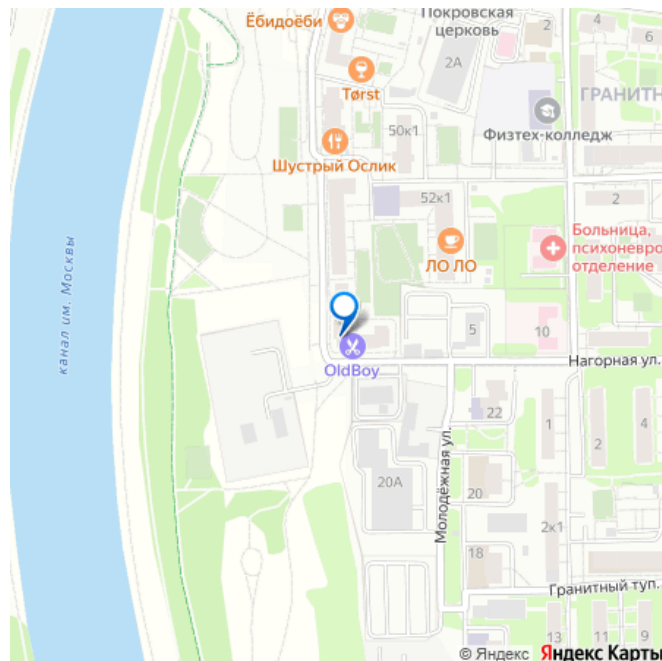 Ёбидоёби
Покровская
церковь
4
6
2
2А
Tørst
ГРАНИТН
50к1
Физтех-колледж
Шустрый Ослик
52к1
2
Больница,
психоневро
отделение
ЛО ЛО
канал им. Москвы
5
10
OldBoy
Нагорная ул.
22
1
2
4
Молодёжная ул.
20А
20
2к1
18
Гранитный туп.
13
11
9
© Яндекс Яндекс Карты